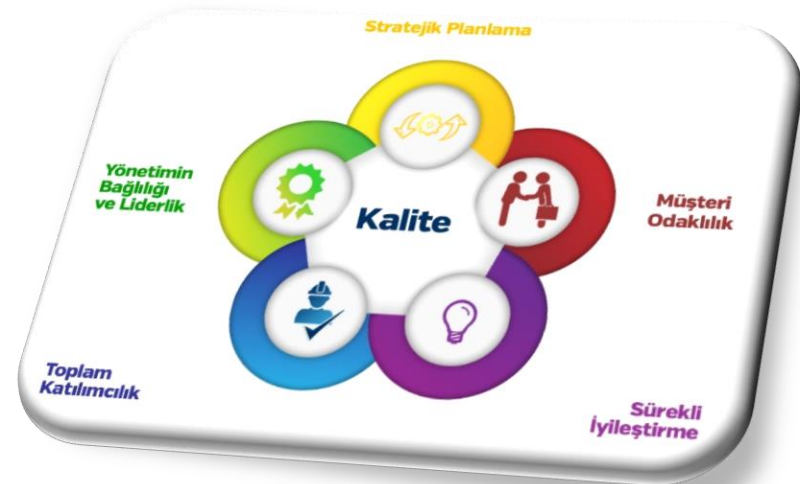 Stratejik Planlama
Yönetimin
Bağlılığı
ve Liderlik
Kalite
Müşteri
Odaklılık
Toplam
Katılımcılık
Sürekli
İyileştirme